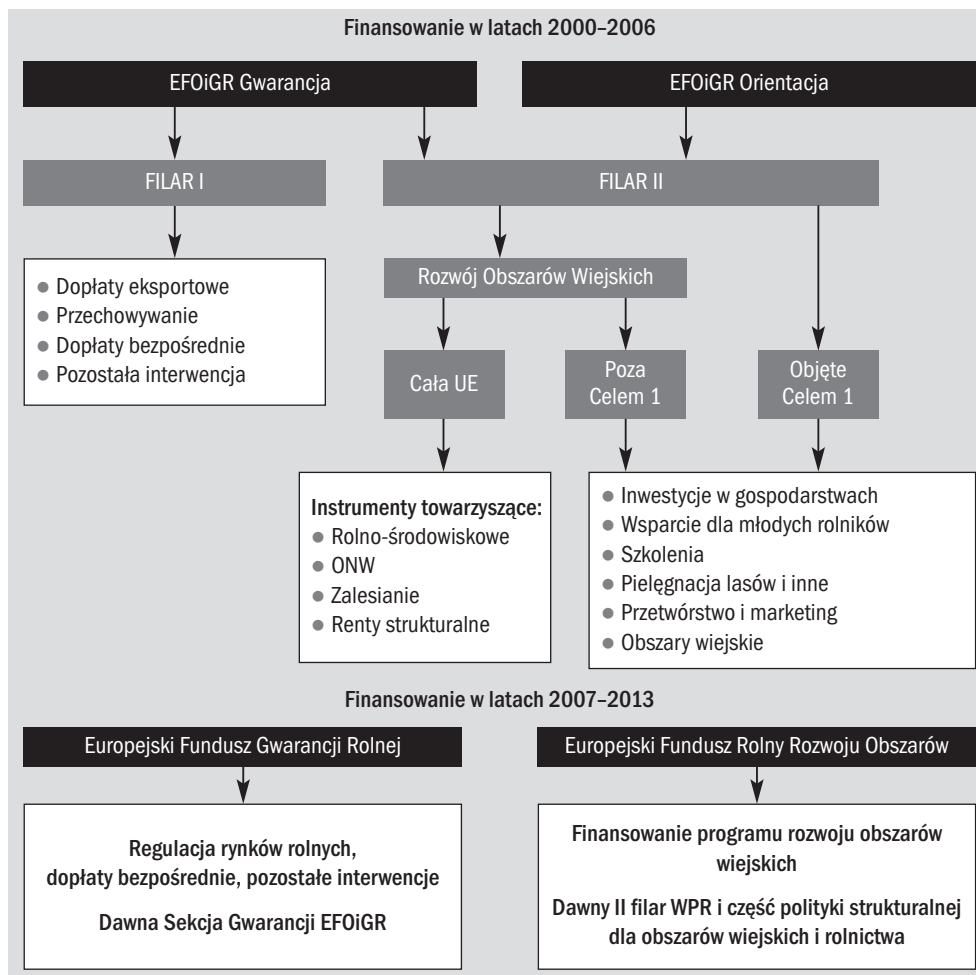 Finansowanie w latach 2000–2006
EFOiGR Gwarancja
EFOiGR Orientacja
FILAR I
FILAR II
● Dopłaty eksportowe
● Przechowywanie
● Dopłaty bezpośrednie
● Pozostała interwencja
Rozwój Obszarów Wiejskich
Cała UE
Poza
Celem 1
Objęte
Celem 1
Instrumenty towarzyszące:
● Rolno-środowiskowe
● ONW
● Zalesianie
● Renty strukturalne
● Inwestycje w gospodarstwach
● Wsparcie dla młodych rolników
● Szkolenia
● Pielęgnacja lasów i inne
● Przetwórstwo i marketing
● Obszary wiejskie
Finansowanie w latach 2007–2013
Europejski Fundusz Gwarancji Rolnej
Europejski Fundusz Rolny Rozwoju Obszarów
Regulacja rynków rolnych,
dopłaty bezpośrednie, pozostałe interwencje
Dawna Sekcja Gwarancji EFOiGR
Finansowanie programu rozwoju obszarów
wiejskich
Dawny II filar WPR i część polityki strukturalnej
dla obszarów wiejskich i rolnictwa